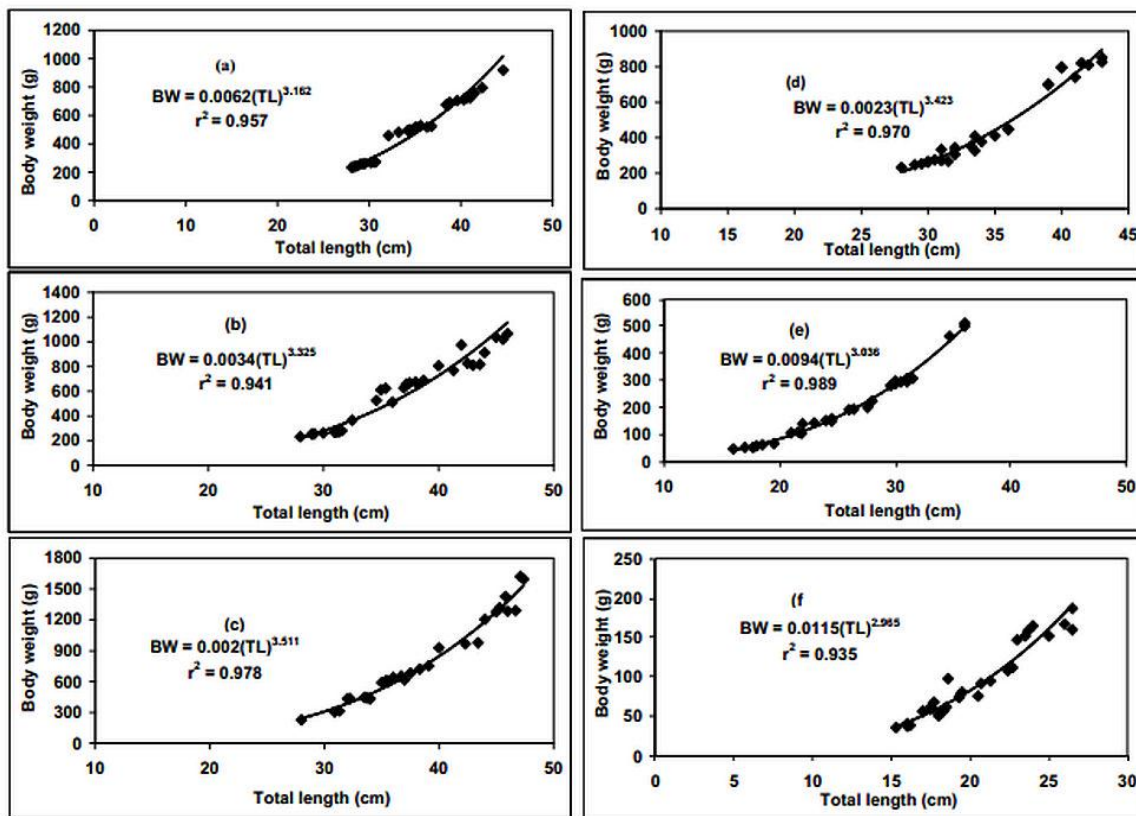 1200
1000
800
600
400
200
0
Body weight (g)
(a)
BW = 0.0062(TL)^3.162
r² = 0.957
0 10 20 30 40 50
Total length (cm)
1000
800
600
400
200
0
Body weight (g)
(d)
BW = 0.0023(TL)^3.423
r² = 0.970
10 15 20 25 30 35 40 45
Total length (cm)
1400
1200
1000
800
600
400
200
0
Body weight (g)
(b)
BW = 0.0034(TL)^3.325
r² = 0.941
10 20 30 40 50
Total length (cm)
600
500
400
300
200
100
0
Body weight (g)
(e)
BW = 0.0094(TL)^3.036
r² = 0.989
10 20 30 40 50
Total length (cm)
1800
1500
1200
900
600
300
0
Body weight (g)
(c)
BW = 0.002(TL)^3.511
r² = 0.978
10 20 30 40 50
Total length (cm)
250
200
150
100
50
0
Body weight (g)
(f
BW = 0.0115(TL)^2.965
r² = 0.935
0 5 10 15 20 25 30
Total length (cm)